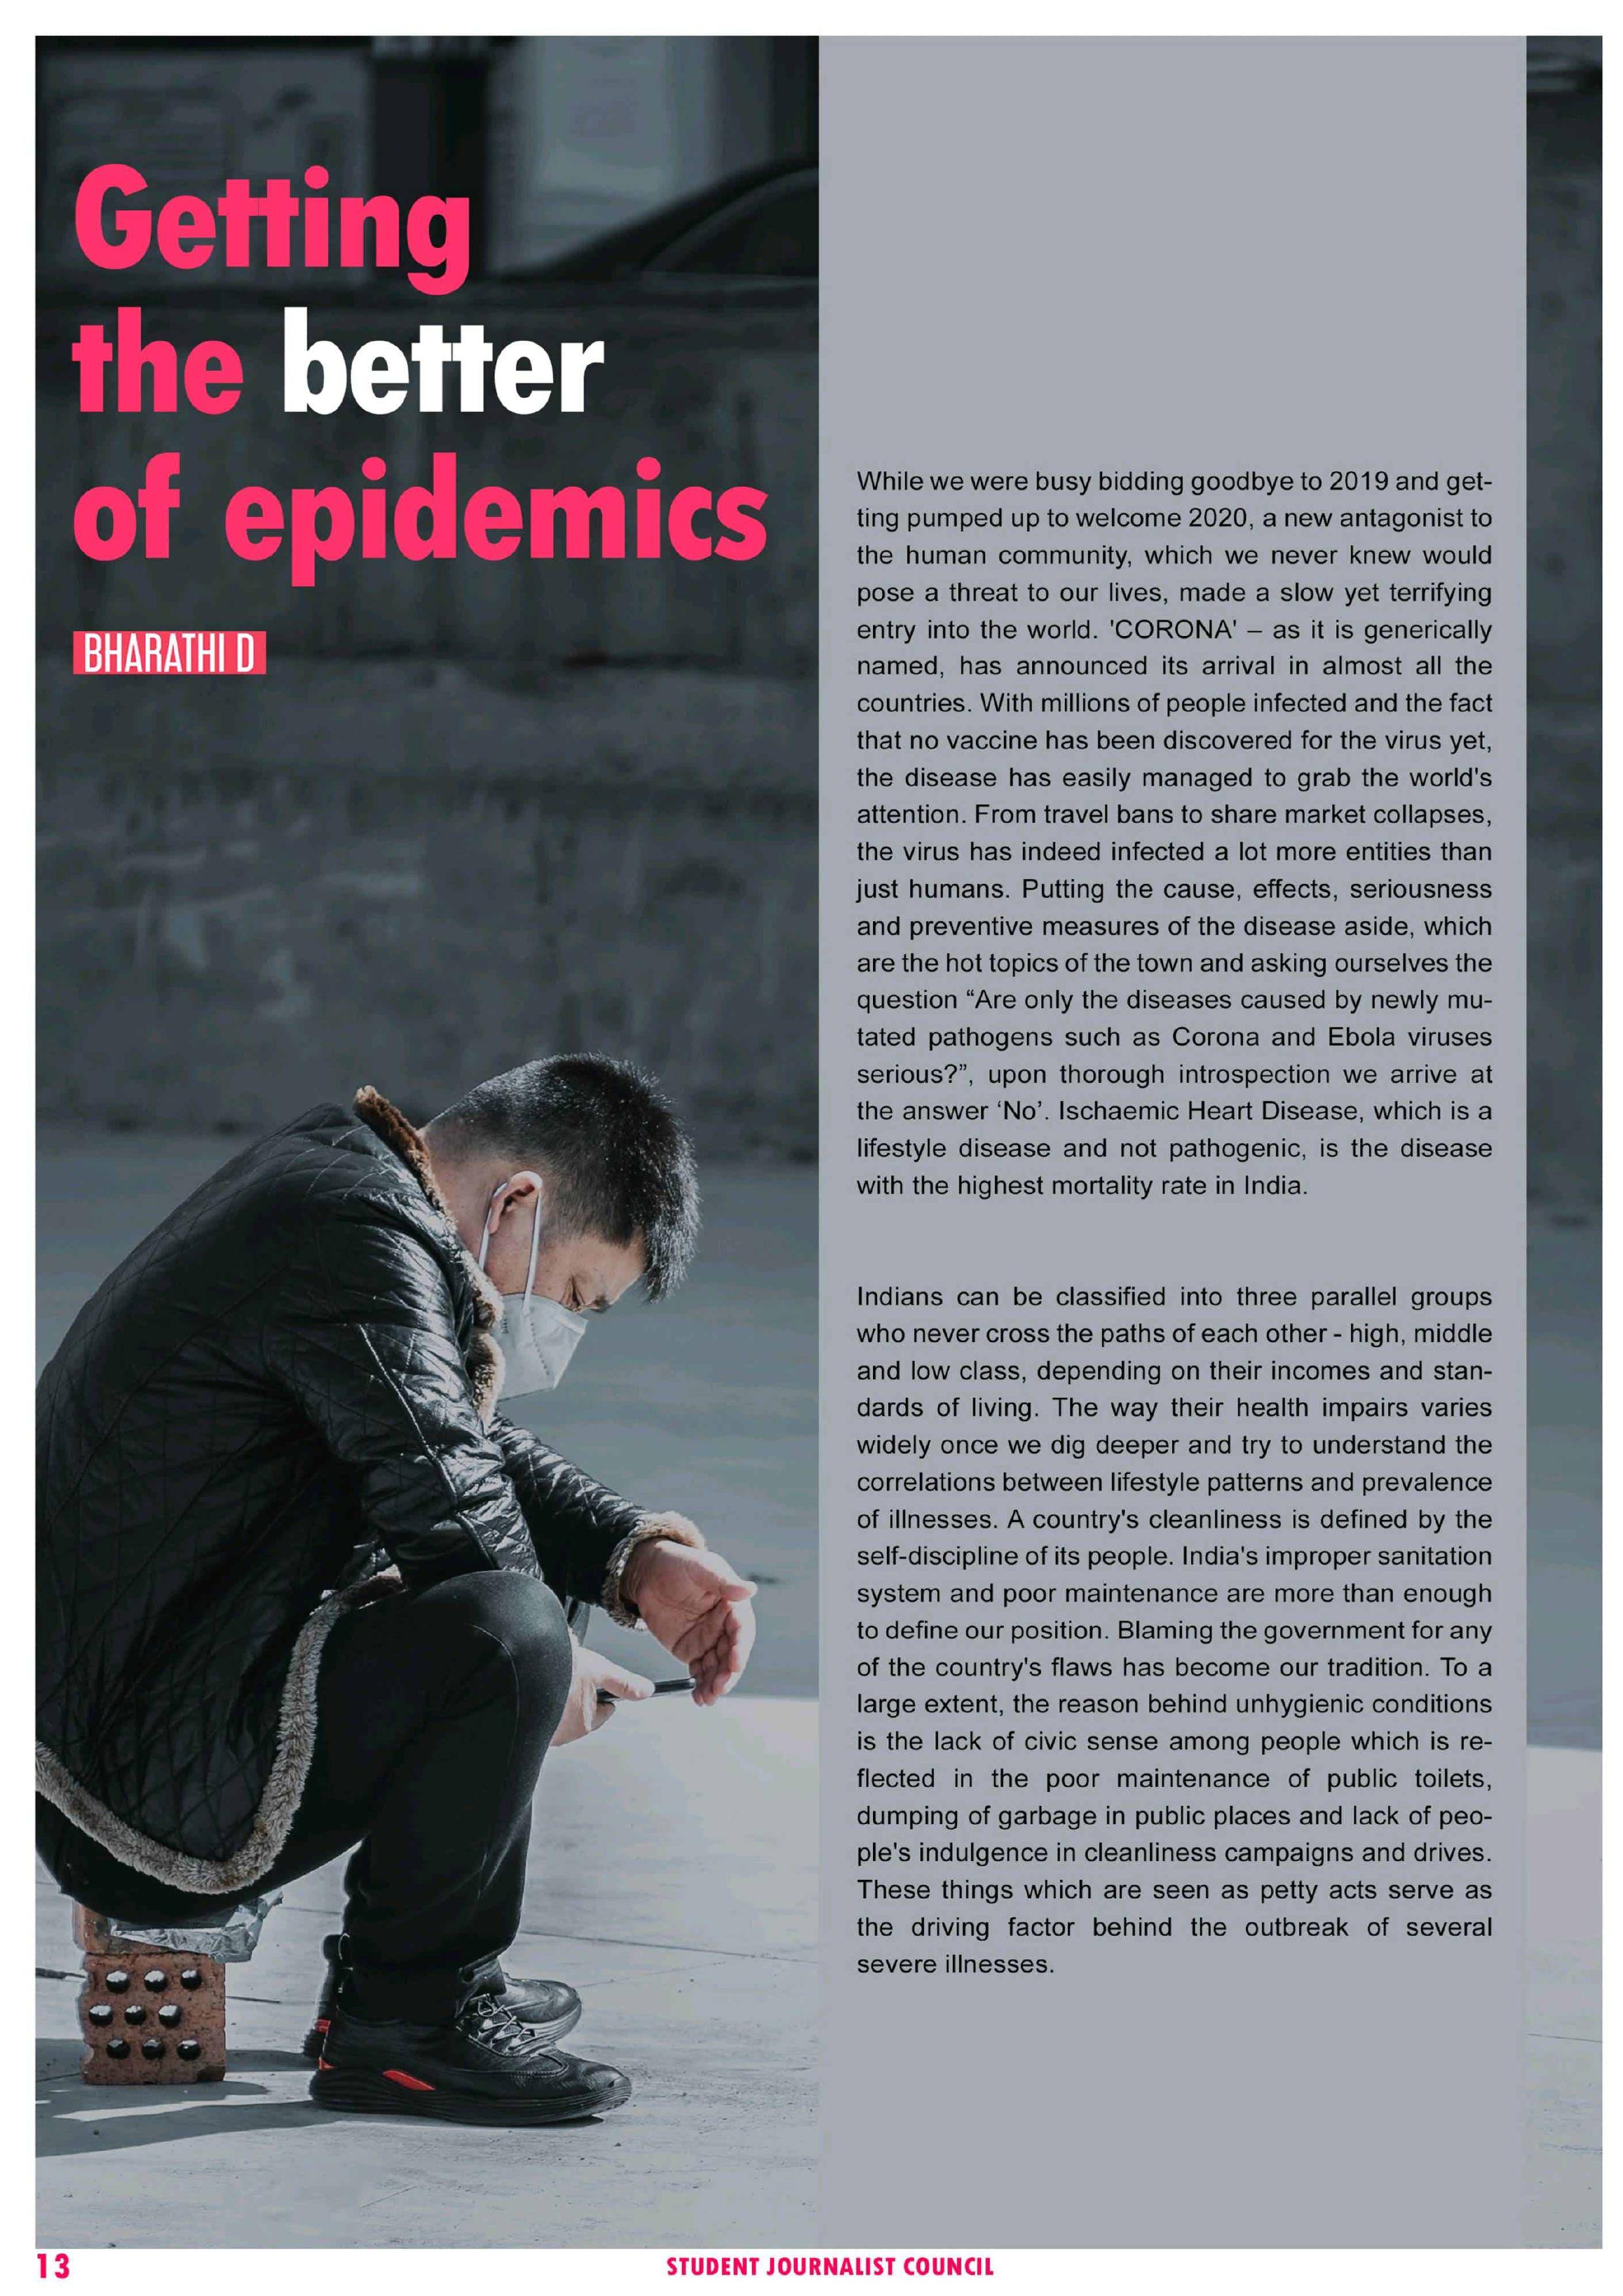 Getting
the better
of epidemics
BHARATHI D
While we were busy bidding goodbye to 2019 and get-
ting pumped up to welcome 2020, a new antagonist to
the human community, which we never knew would
pose a threat to our lives, made a slow yet terrifying
entry into the world. 'CORONA' – as it is generically
named, has announced its arrival in almost all the
countries. With millions of people infected and the fact
that no vaccine has been discovered for the virus yet,
the disease has easily managed to grab the world's
attention. From travel bans to share market collapses,
the virus has indeed infected a lot more entities than
just humans. Putting the cause, effects, seriousness
and preventive measures of the disease aside, which
are the hot topics of the town and asking ourselves the
question “Are only the diseases caused by newly mu-
tated pathogens such as Corona and Ebola viruses
serious?”, upon thorough introspection we arrive at
the answer ‘No’. Ischaemic Heart Disease, which is a
lifestyle disease and not pathogenic, is the disease
with the highest mortality rate in India.
Indians can be classified into three parallel groups
who never cross the paths of each other - high, middle
and low class, depending on their incomes and stan-
dards of living. The way their health impairs varies
widely once we dig deeper and try to understand the
correlations between lifestyle patterns and prevalence
of illnesses. A country's cleanliness is defined by the
self-discipline of its people. India's improper sanitation
system and poor maintenance are more than enough
to define our position. Blaming the government for any
of the country's flaws has become our tradition. To a
large extent, the reason behind unhygienic conditions
is the lack of civic sense among people which is re-
flected in the poor maintenance of public toilets,
dumping of garbage in public places and lack of peo-
ple's indulgence in cleanliness campaigns and drives.
These things which are seen as petty acts serve as
the driving factor behind the outbreak of several
severe illnesses.
13
STUDENT JOURNALIST COUNCIL